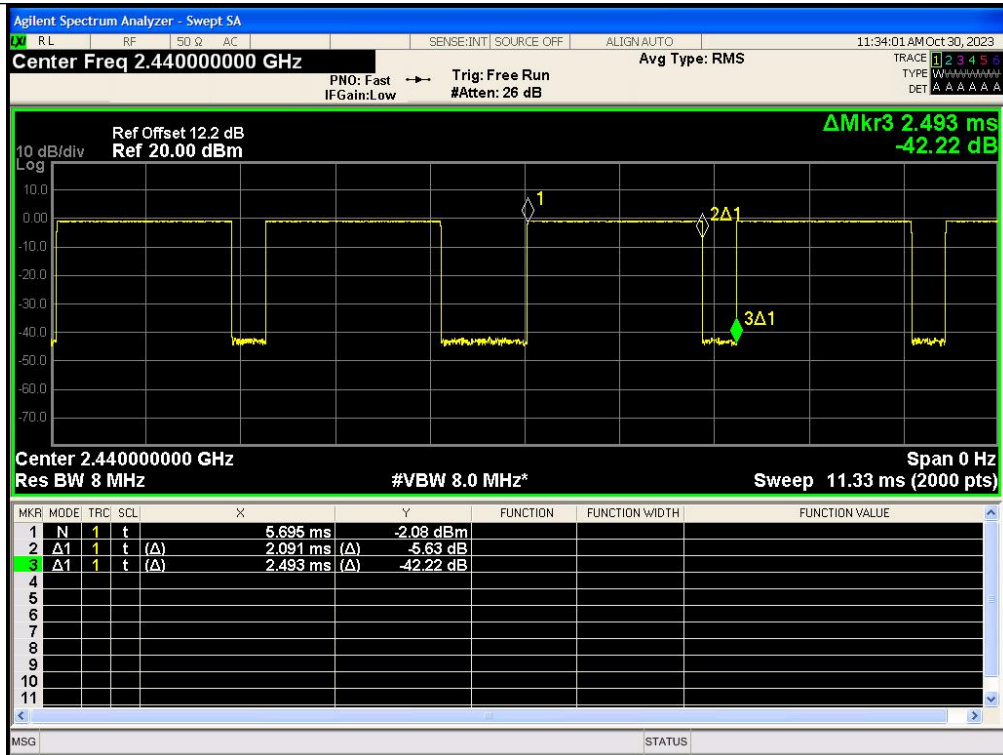 Agilent Spectrum Analyzer - Swept SA
LXI RL RF 50 Ω AC SENSE:INT SOURCE OFF ALIGN AUTO 11:34:01 AM Oct 30, 2023
Center Freq 2.440000000 GHz Avg Type: RMS TRACE 1 2 3 4 5 6
PNO: Fast Trig: Free Run TYPE W
IFGain:Low #Atten: 26 dB DET A A A A A A
ΔMkr3 2.493 ms
-42.22 dB
Ref Offset 12.2 dB
10 dB/div Ref 20.00 dBm
Log
10.0
0.00
-10.0
-20.0
-30.0
-40.0
-50.0
-60.0
-70.0
1
2Δ1
3Δ1
Center 2.440000000 GHz Span 0 Hz
Res BW 8 MHz #VBW 8.0 MHz* Sweep 11.33 ms (2000 pts)
MKR MODE TRC SCL X Y FUNCTION FUNCTION WIDTH FUNCTION VALUE
1 N 1 t 5.695 ms -2.08 dBm
2 Δ1 1 t (Δ) 2.091 ms (Δ) -5.63 dB
3 Δ1 1 t (Δ) 2.493 ms (Δ) -42.22 dB
4
5
6
7
8
9
10
11
MSG STATUS